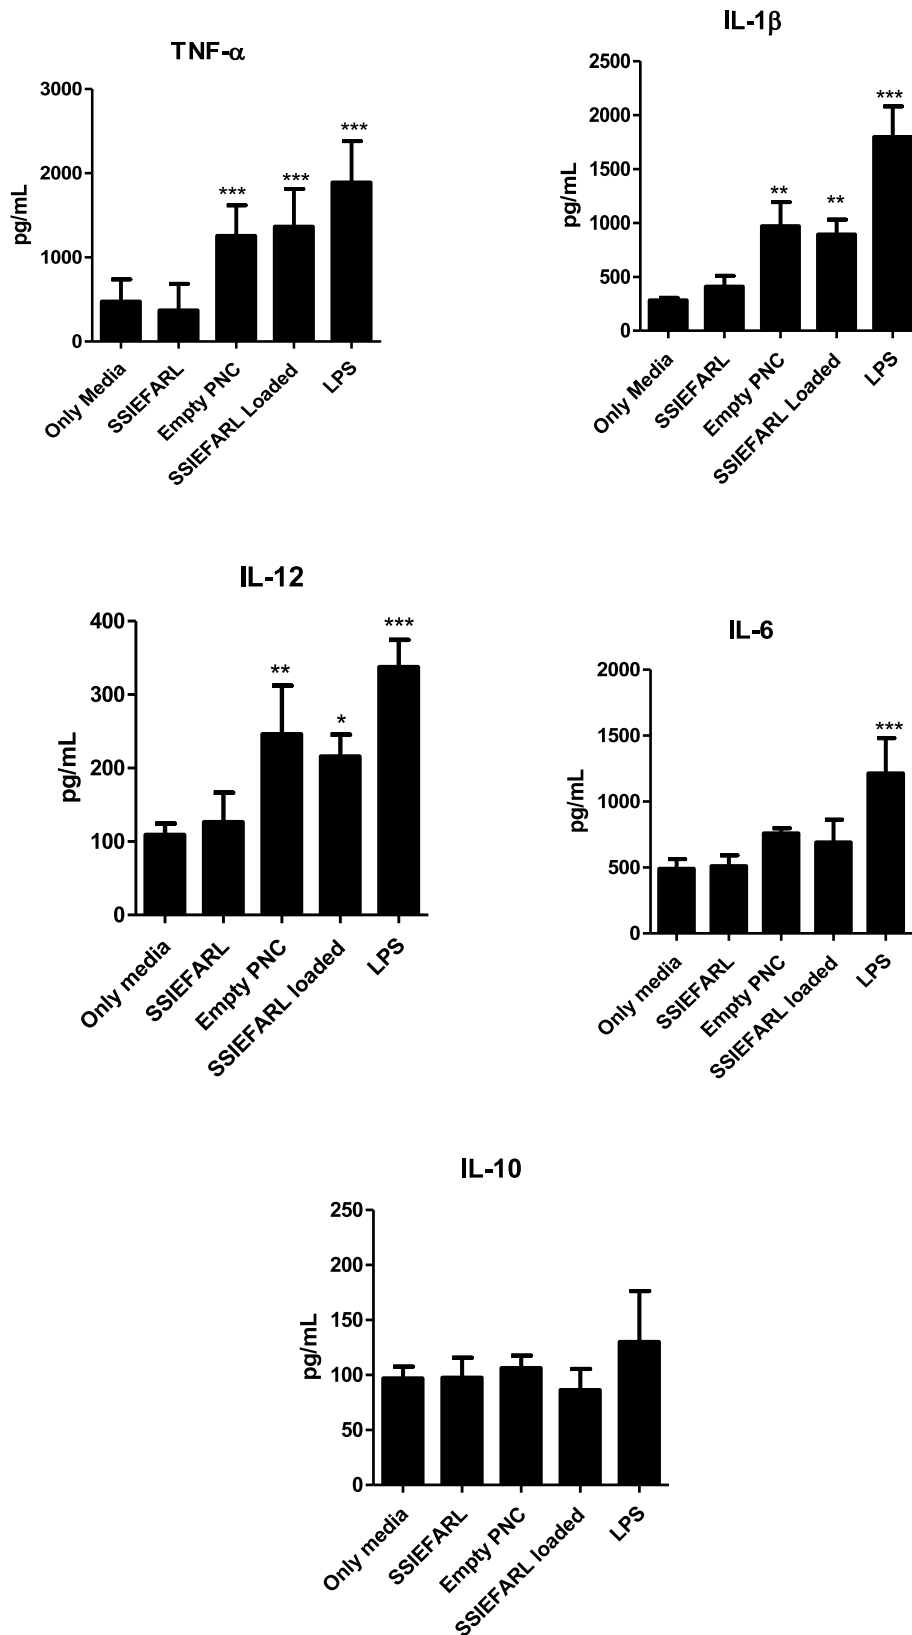 TNF-α
3000
2000
1000
0
pg/mL
***
***
***
Only Media
SSIEFARL
Empty PNC
SSIEFARL Loaded
LPS
IL-1β
2500
2000
1500
1000
500
0
pg/mL
**
**
***
Only Media
SSIEFARL
Empty PNC
SSIEFARL Loaded
LPS
IL-12
400
300
200
100
0
pg/mL
**
*
***
Only media
SSIEFARL
Empty PNC
SSIEFARL loaded
LPS
IL-6
2000
1500
1000
500
0
pg/mL
***
Only media
SSIEFARL
Empty PNC
SSIEFARL loaded
LPS
IL-10
250
200
150
100
50
0
pg/mL
Only media
SSIEFARL
Empty PNC
SSIEFARL loaded
LPS